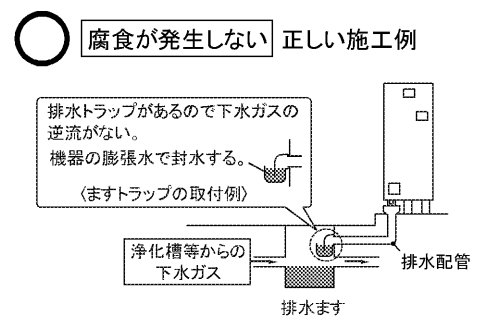 腐食が発生しない 正しい施工例
排水トラップがあるので下水ガスの
逆流がない。
機器の膨張水で封水する。
〈ますトラップの取付例〉
浄化槽等からの
下水ガス
排水配管
排水ます